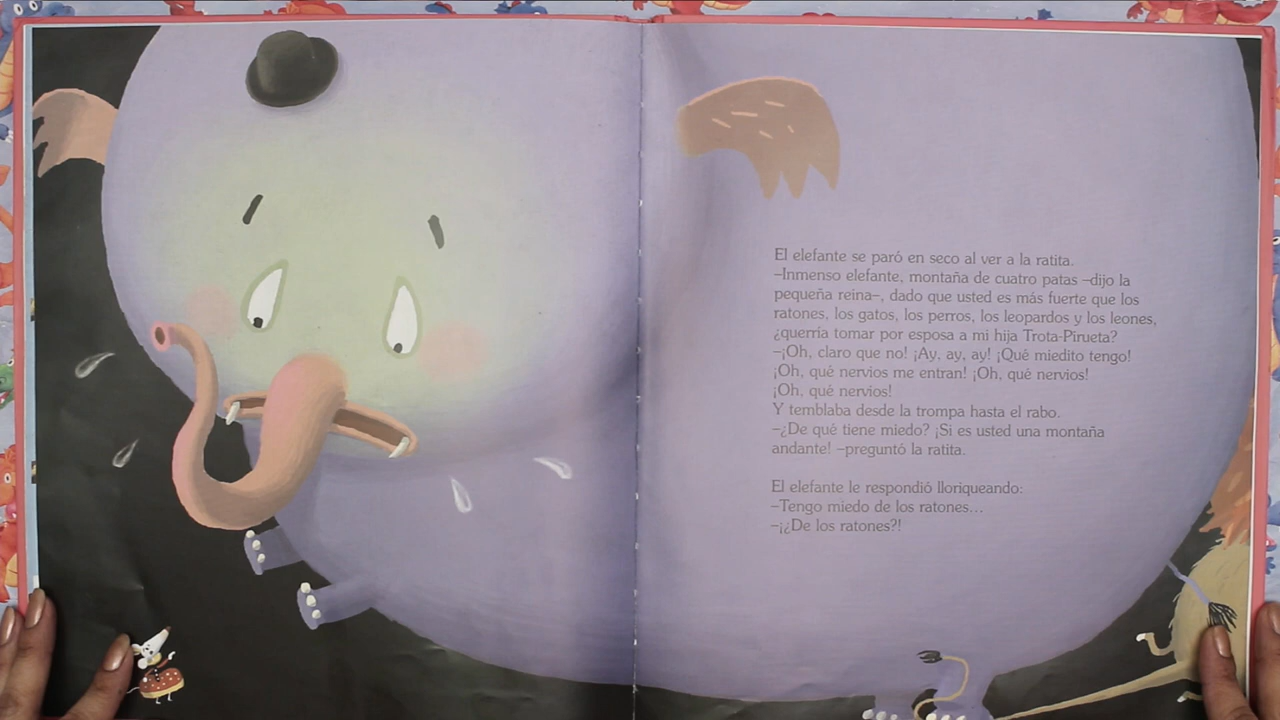 El elefante se paró en seco al ver a la ratita.
–Inmenso elefante, montaña de cuatro patas –dijo la
pequeña reina–, dado que usted es más fuerte que los
ratones, los gatos, los perros, los leopardos y los leones,
¿querría tomar por esposa a mi hija Trota-Pirueta?
–¡Oh, claro que no! ¡Ay, ay, ay! ¡Qué miedito tengo!
¡Oh, qué nervios me entran! ¡Oh, qué nervios!
¡Oh, qué nervios!
Y temblaba desde la trompa hasta el rabo.
–¿De qué tiene miedo? ¡Si es usted una montaña
andante! –preguntó la ratita.
El elefante le respondió lloriqueando:
–Tengo miedo de los ratones...
–¡¿De los ratones?!